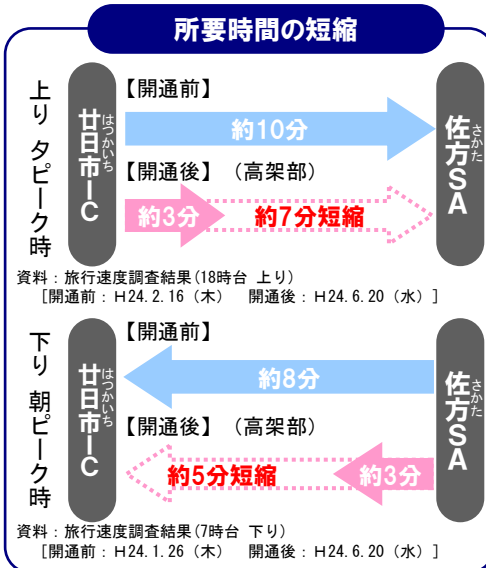 所要時間の短縮
上り 夕ピーク時
廿日市IC
はつかいち
【開通前】
約10分
【開通後】（高架部）
約3分
約7分短縮
佐方SA
さかた
資料：旅行速度調査結果(18時台 上り)
[開通前：H24.2.16（木） 開通後：H24.6.20（水）]
下り 朝ピーク時
廿日市IC
はつかいち
【開通前】
約8分
【開通後】（高架部）
約5分短縮
約3分
佐方SA
さかた
資料：旅行速度調査結果(7時台 下り)
[開通前：H24.1.26（木） 開通後：H24.6.20（水）]